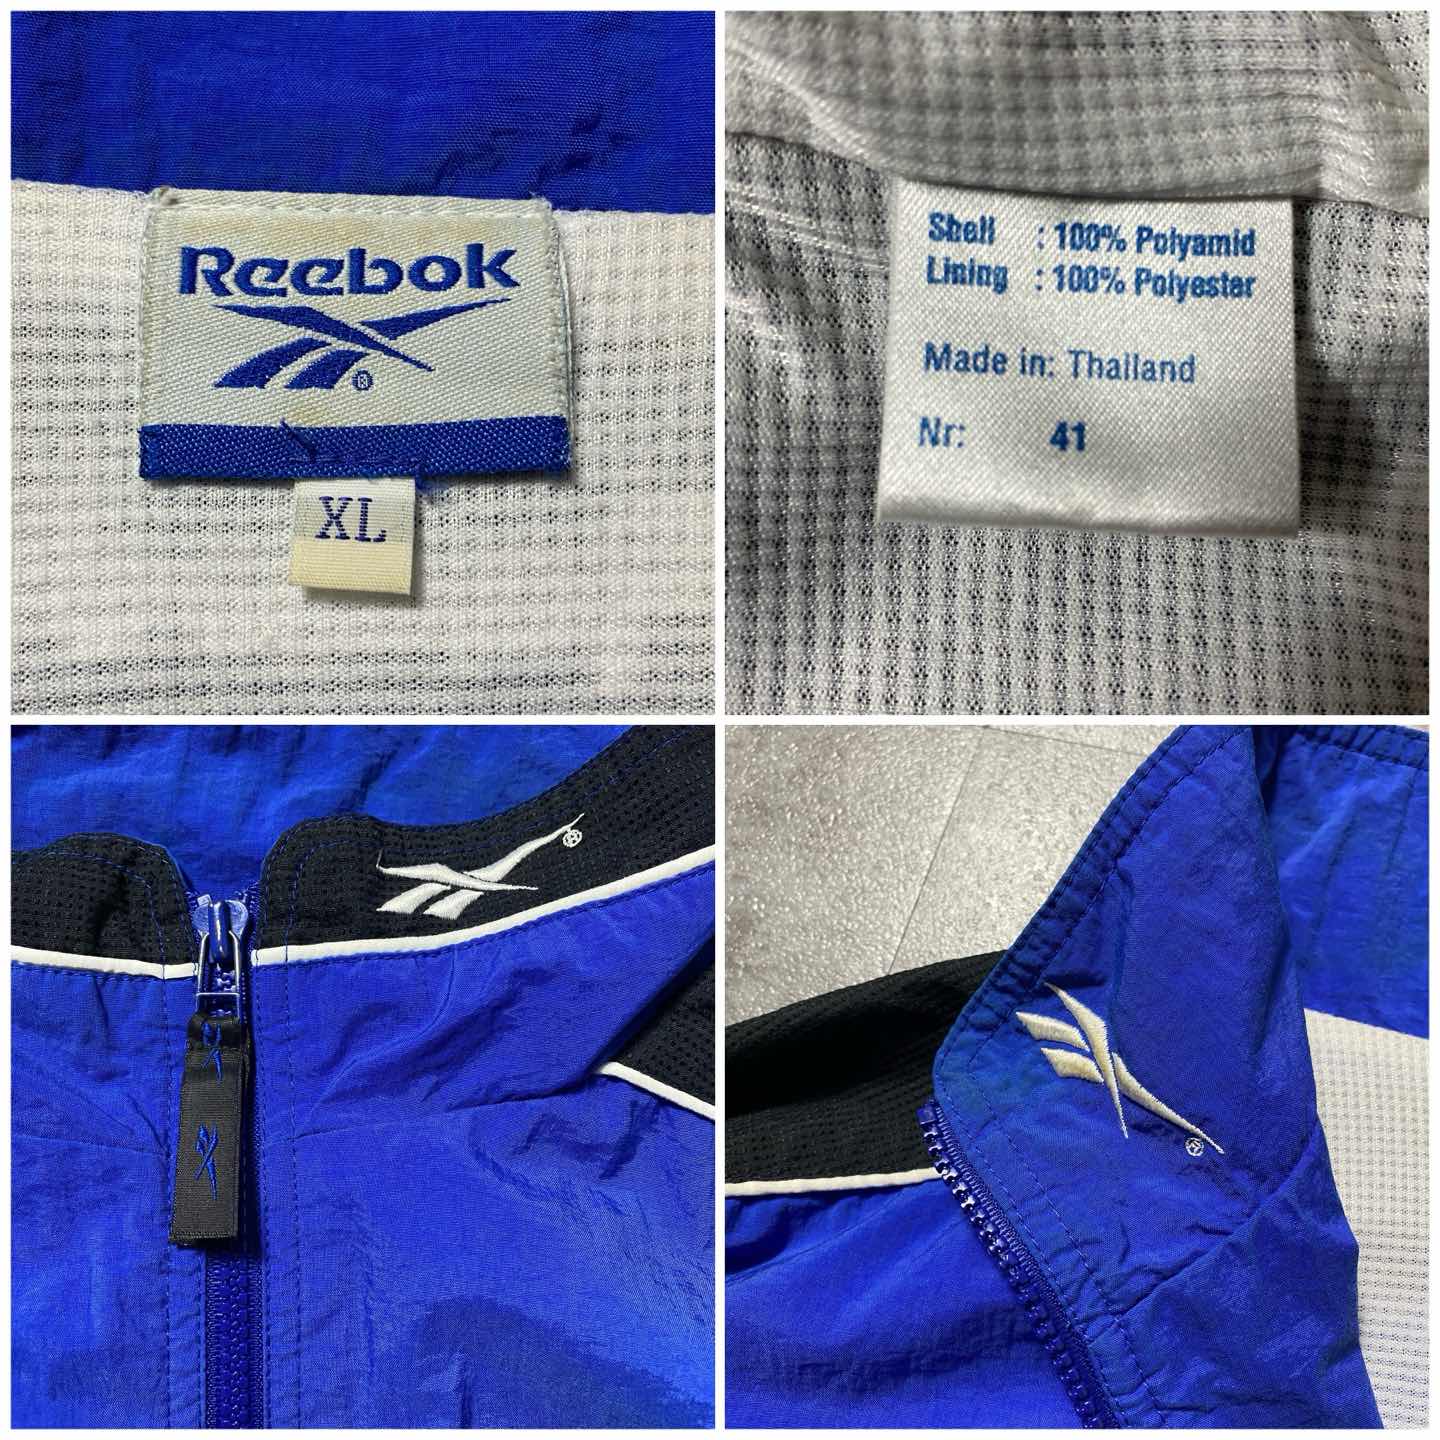 Reebok
®
XL
Shell : 100% Polyamid
Lining : 100% Polyester
Made in: Thailand
Nr: 41
®
®